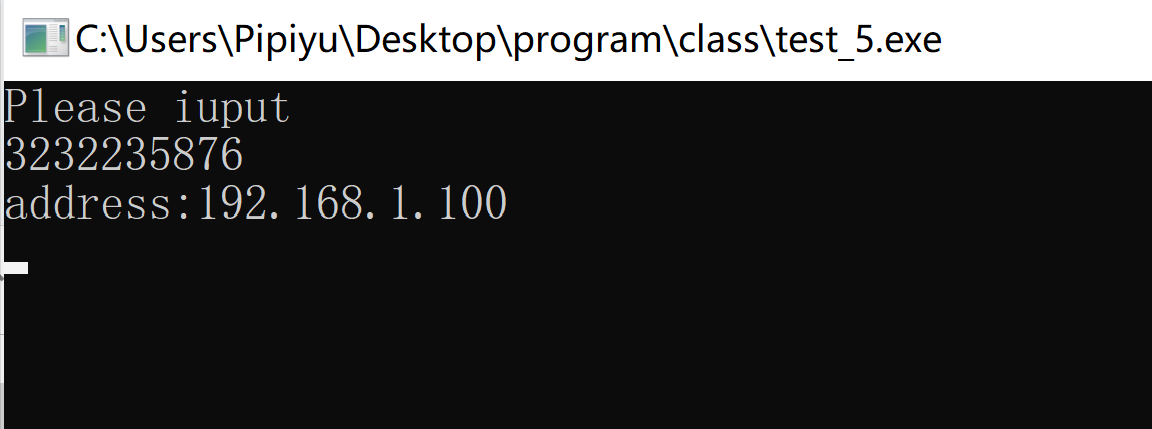 C:\Users\Pipiyu\Desktop\program\class\test_5.exe
Please iuput
3232235876
address:192.168.1.100